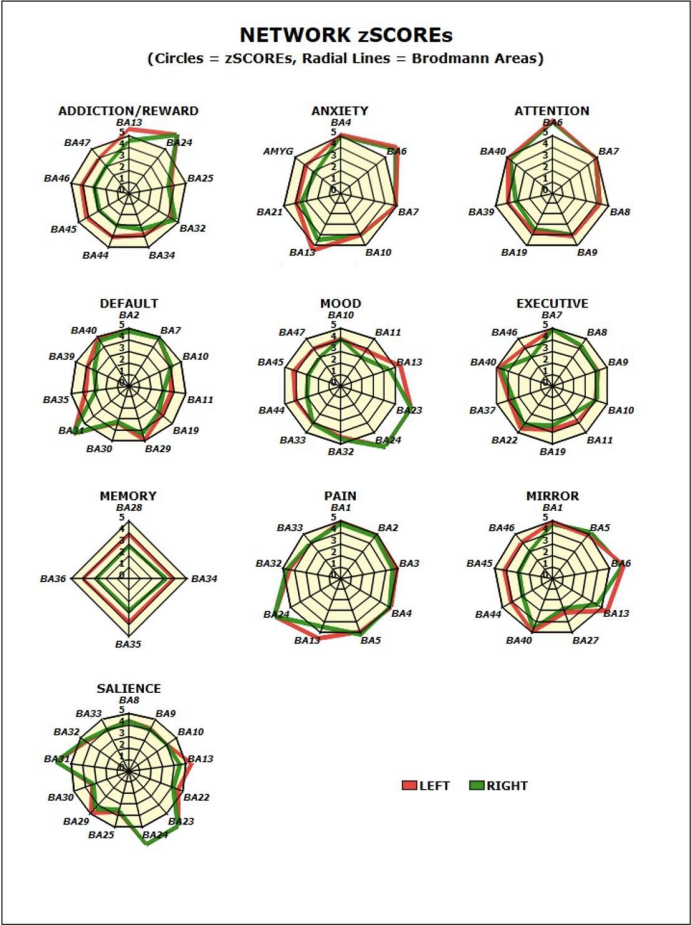 NETWORK zSCOREs
(Circles = zSCOREs, Radial Lines = Brodmann Areas)
ADDICTION/REWARD
BA13
BA24
BA25
BA32
BA34
BA44
BA45
BA46
BA47
5
4
3
2
1
0
ANXIETY
BA4
BA6
BA7
BA10
BA13
BA21
AMYG
5
4
3
2
1
0
ATTENTION
BA6
BA7
BA8
BA9
BA19
BA39
BA40
5
4
3
2
1
0
DEFAULT
BA2
BA7
BA10
BA11
BA19
BA29
BA30
BA31
BA35
BA39
BA40
5
4
3
2
1
0
MOOD
BA10
BA11
BA13
BA23
BA24
BA32
BA33
BA44
BA45
BA47
5
4
3
2
1
0
EXECUTIVE
BA7
BA8
BA9
BA10
BA11
BA19
BA22
BA37
BA40
BA46
5
4
3
2
1
0
MEMORY
BA28
BA34
BA35
BA36
5
4
3
2
1
0
PAIN
BA1
BA2
BA3
BA4
BA5
BA13
BA24
BA32
BA33
5
4
3
2
1
0
MIRROR
BA1
BA5
BA6
BA13
BA27
BA40
BA44
BA45
BA46
5
4
3
2
1
0
SALIENCE
BA8
BA9
BA10
BA13
BA22
BA23
BA24
BA25
BA29
BA30
BA31
BA32
BA33
5
4
3
2
1
0
LEFT
RIGHT